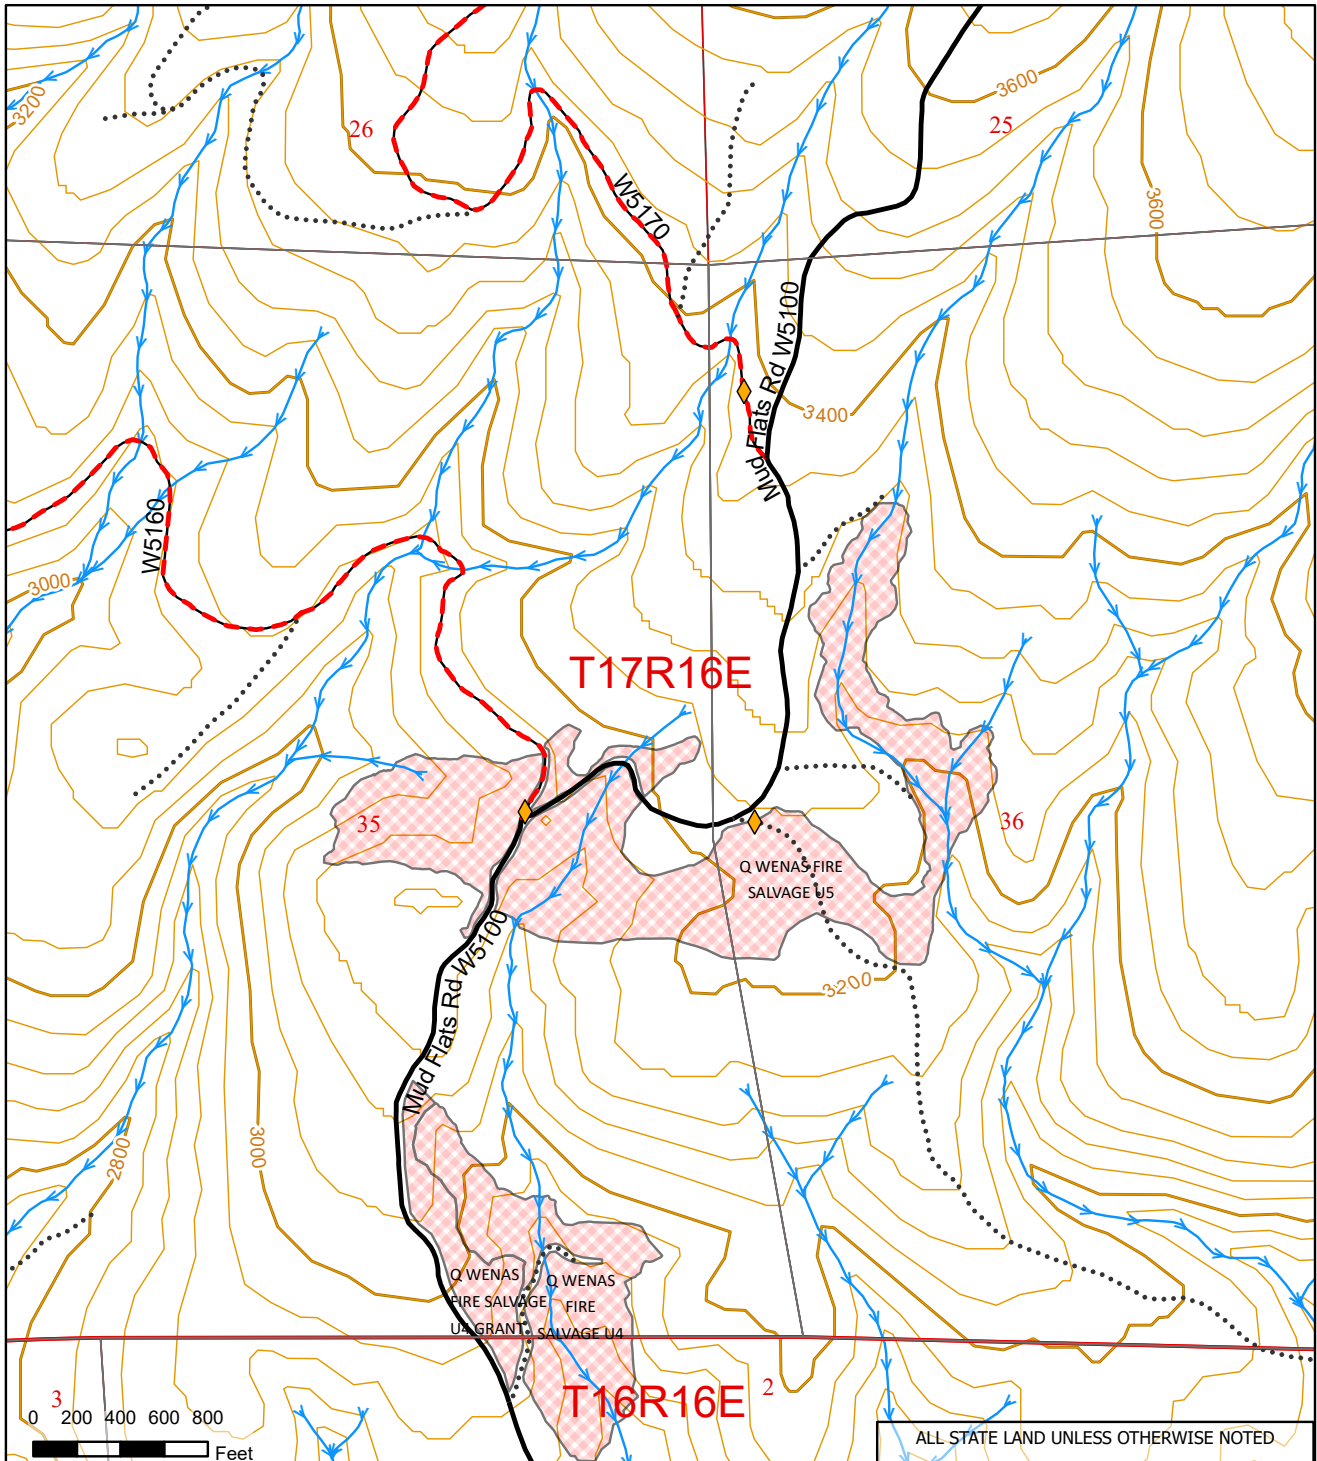 3200
26
3600
25
3600
W5170
Mud Flats Rd W5100
3400
W5160
3000
T17R16E
35
36
Q WENAS FIRE
SALVAGE U5
Mud Flats Rd W5100
3200
2800
3000
Q WENAS
FIRE SALVAGE
U4 GRANT
Q WENAS
FIRE
SALVAGE U4
3
2
T16R16E
0 200 400 600 800
Feet
ALL STATE LAND UNLESS OTHERWISE NOTED